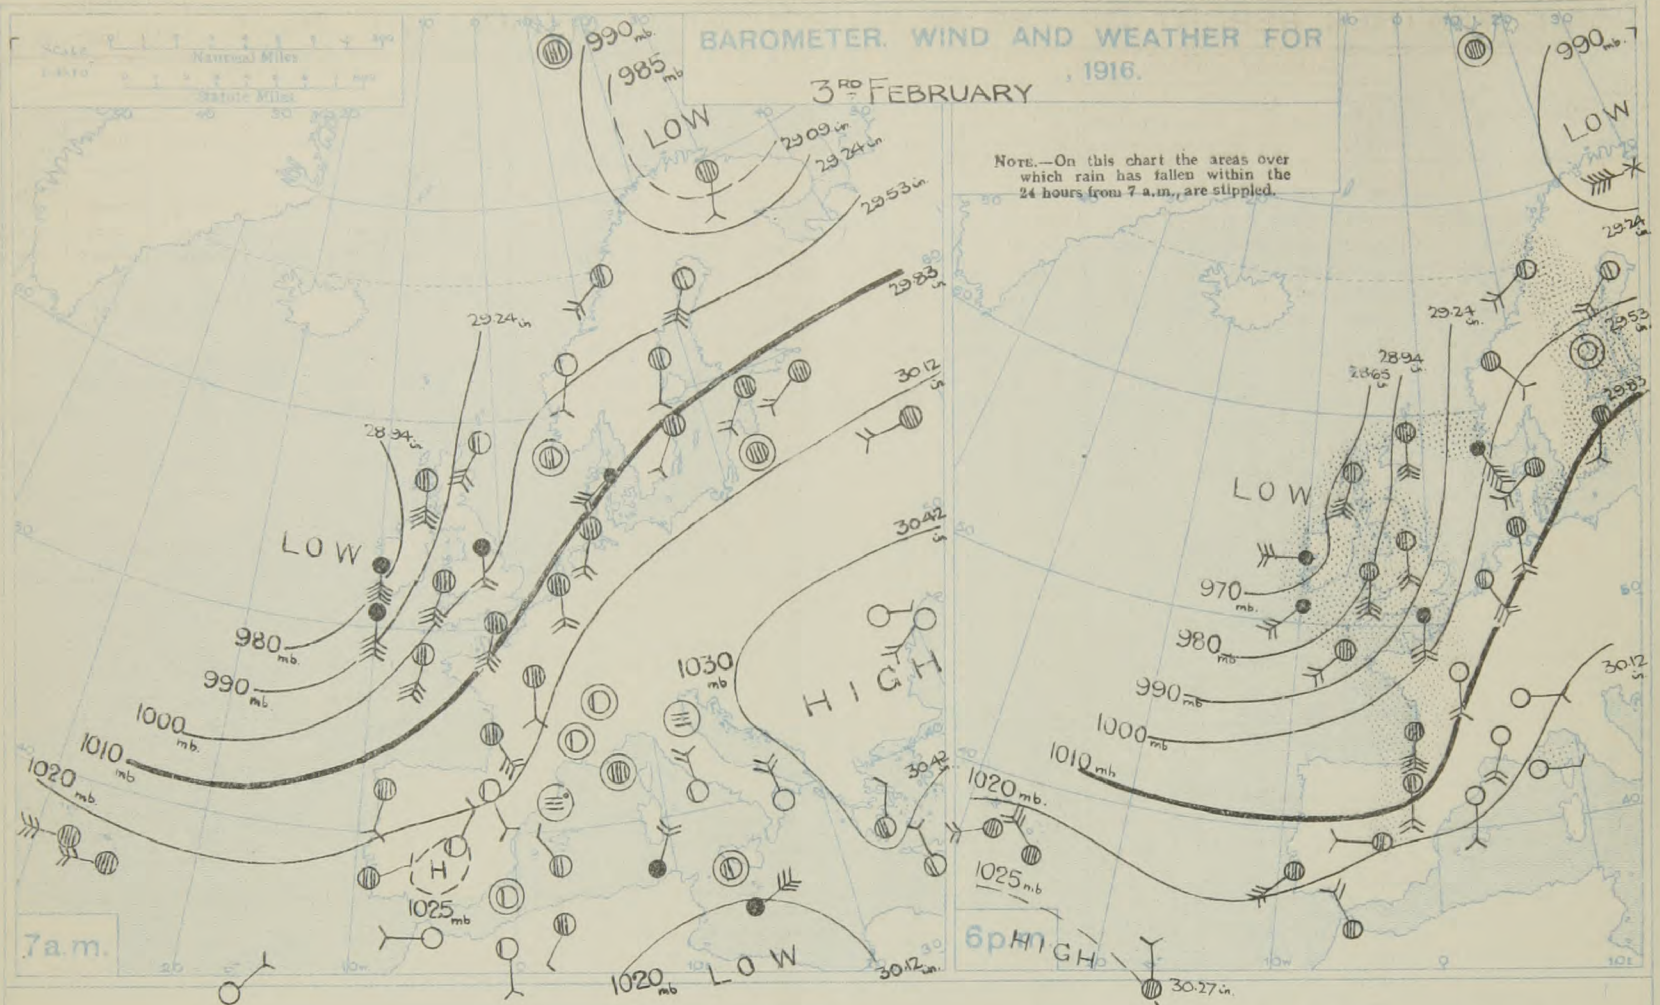 BAROMETER. WIND AND WEATHER FOR
3RD FEBRUARY , 1916.
NOTE.—On this chart the areas over
which rain has fallen within the
24 hours from 7 a.m., are stippled.
Nautical Miles
Statute Miles
990 mb.
985 mb
LOW
29.09 in
29.24 in
29.53 in.
29.83 in
30.12 in
30.42 in
29.24 in
28.94 in
LOW
980 mb.
990 mb
1000 mb.
1010 mb
1020 mb
1030 mb
HIGH
30.42 in
H
1025 mb
1020 mb
LOW
30.12 in.
7a.m.
990 mb.
LOW
29.24 in.
29.53 in.
29.83 in
29.24 in.
28.94 in
28.65 in
LOW
970 mb.
980 mb
990 mb
1000 mb
1010 mb
1020 mb.
1025 mb
30.12 in.
6p.m
HIGH
30.27 in.